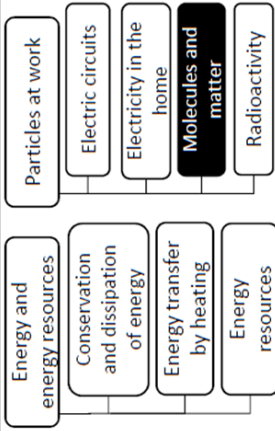 Particles at work
Electric circuits
Electricity in the
home
Molecules and
matter
Radioactivity
Energy and
energy resources
Conservation
and dissipation
of energy
Energy transfer
by heating
Energy
resources